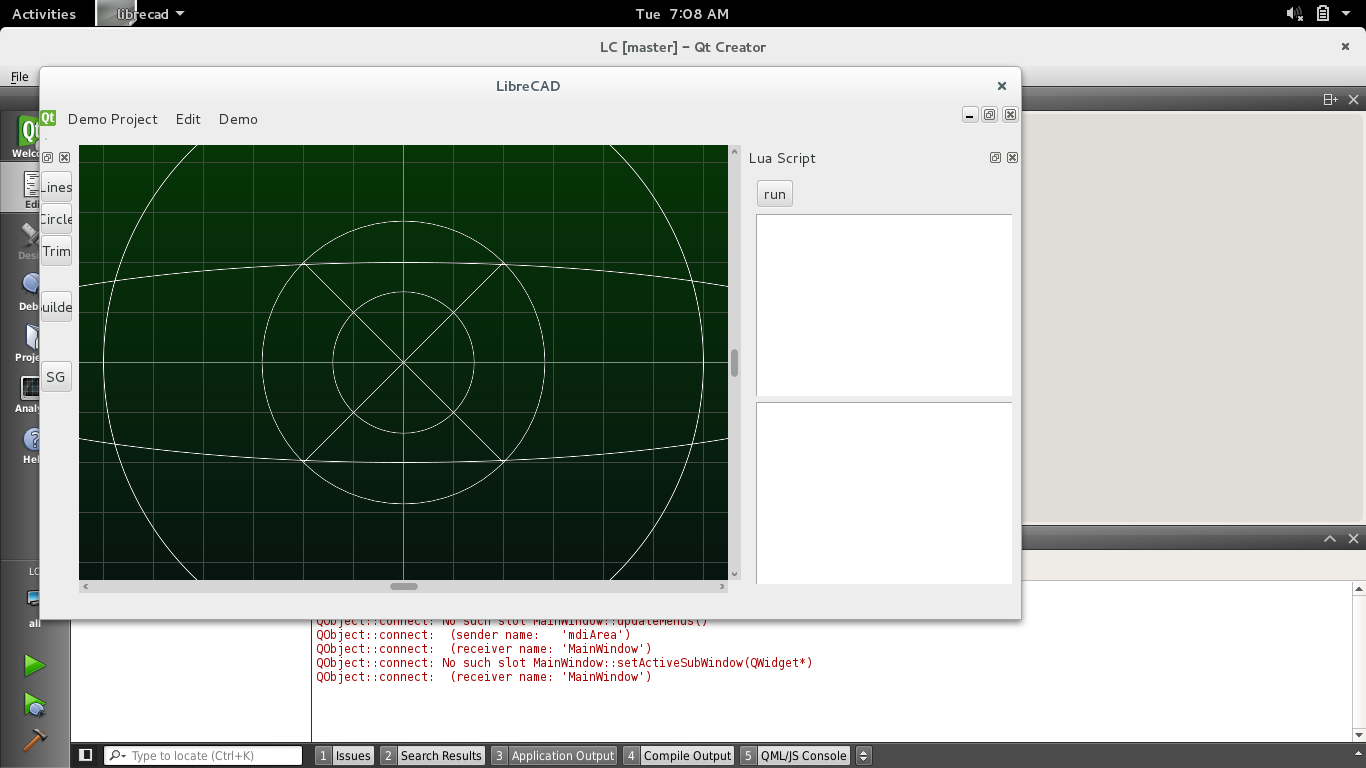 Activities librecad Tue 7:08 AM
LC [master] – Qt Creator
File
LibreCAD
Qt Demo Project Edit Demo
Qt
Lua Script
run
Lines
Circle
Trim
uilde
SG
Welc
Edi
Desi
Deb
Proje
Analy
Hel
LC
all
QObject::connect: No such slot MainWindow::updateMenus()
QObject::connect:  (sender name:   'mdiArea')
QObject::connect:  (receiver name: 'MainWindow')
QObject::connect: No such slot MainWindow::setActiveSubWindow(QWidget*)
QObject::connect:  (receiver name: 'MainWindow')
Type to locate (Ctrl+K) 1 Issues 2 Search Results 3 Application Output 4 Compile Output 5 QML/JS Console